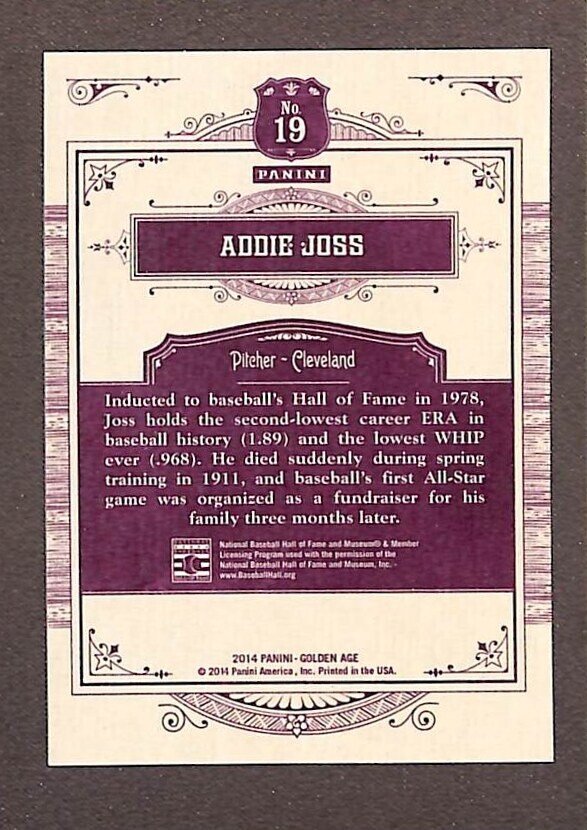 No.
19
PANINI
ADDIE JOSS
Pitcher - Cleveland
Inducted to baseball's Hall of Fame in 1978,
Joss holds the second-lowest career ERA in
baseball history (1.89) and the lowest WHIP
ever (.968). He died suddenly during spring
training in 1911, and baseball's first All-Star
game was organized as a fundraiser for his
family three months later.
National Baseball Hall of Fame and Museum® & Member
Licensing Program used with the permission of the
National Baseball Hall of Fame and Museum, Inc. -
www.BaseballHall.org
2014 PANINI - GOLDEN AGE
© 2014 Panini America, Inc. Printed in the USA.